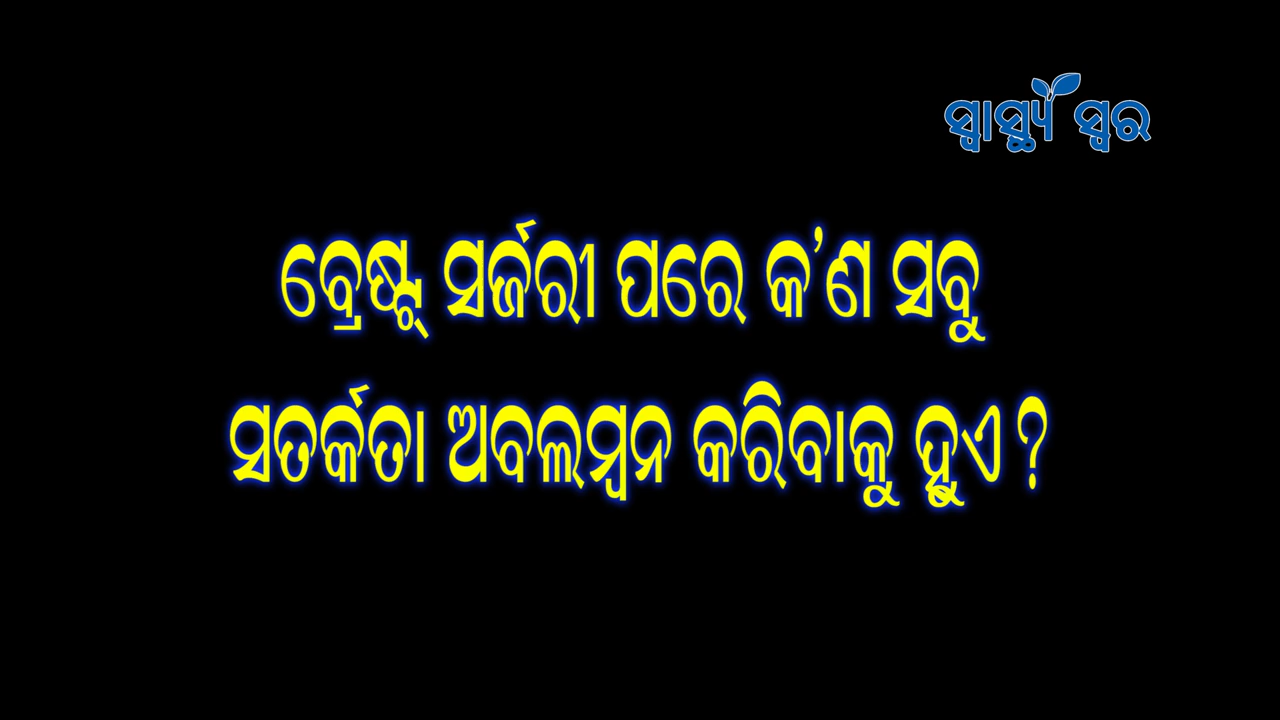 ସ୍ୱାସ୍ଥ୍ୟ ସ୍ୱର
ବ୍ରେଷ୍ଟ୍ ସର୍ଜରୀ ପରେ କ'ଣ ସବୁ
ସତର୍କତା ଅବଲମ୍ବନ କରିବାକୁ ହୁଏ ?